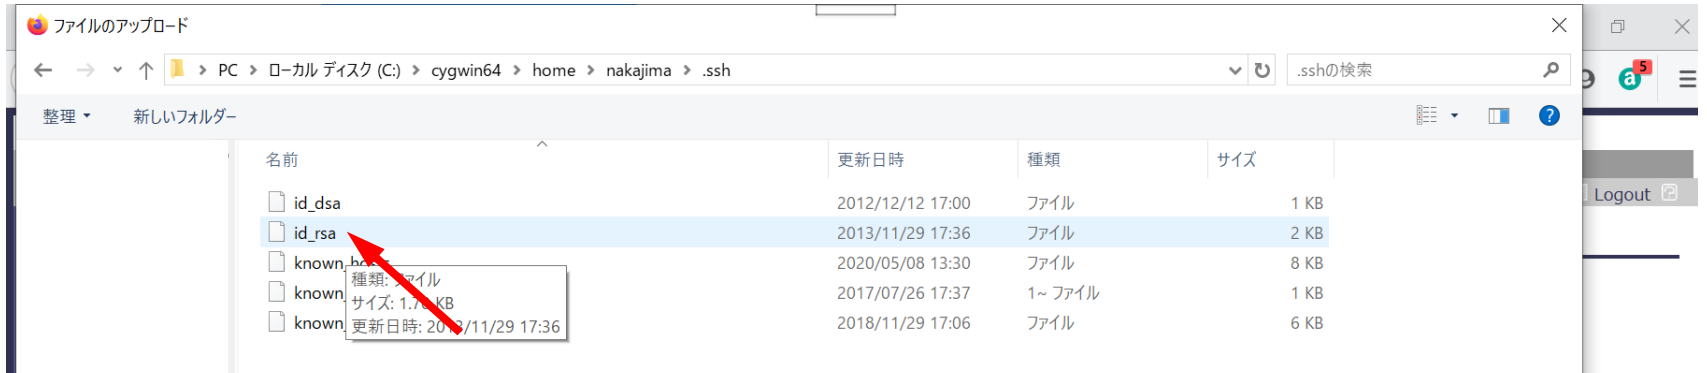 ファイルのアップロード
PC > ローカル ディスク (C:) > cygwin64 > home > nakajima > .ssh
.sshの検索
5
a
整理
新しいフォルダー
?
名前 更新日時 種類 サイズ
Logout
id_dsa 2012/12/12 17:00 ファイル 1 KB
id_rsa 2013/11/29 17:36 ファイル 2 KB
known 2020/05/08 13:30 ファイル 8 KB
known 2017/07/26 17:37 1~ ファイル 1 KB
known 2018/11/29 17:06 ファイル 6 KB
種類: ファイル
サイズ: KB
更新日時: 2013/11/29 17:36